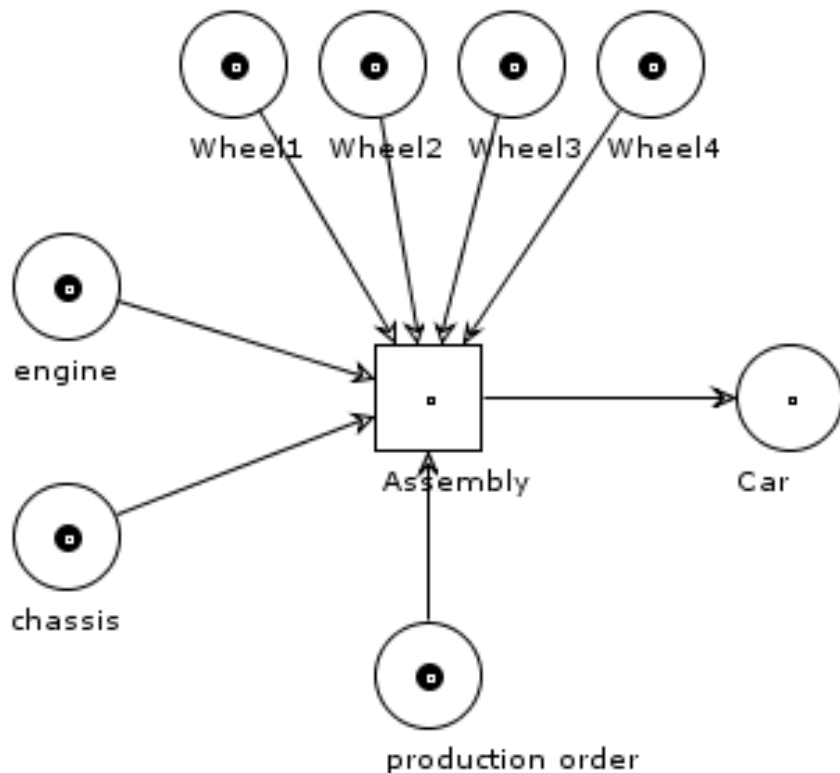 Wheel1 Wheel2 Wheel3 Wheel4
engine
Assembly Car
chassis
production order